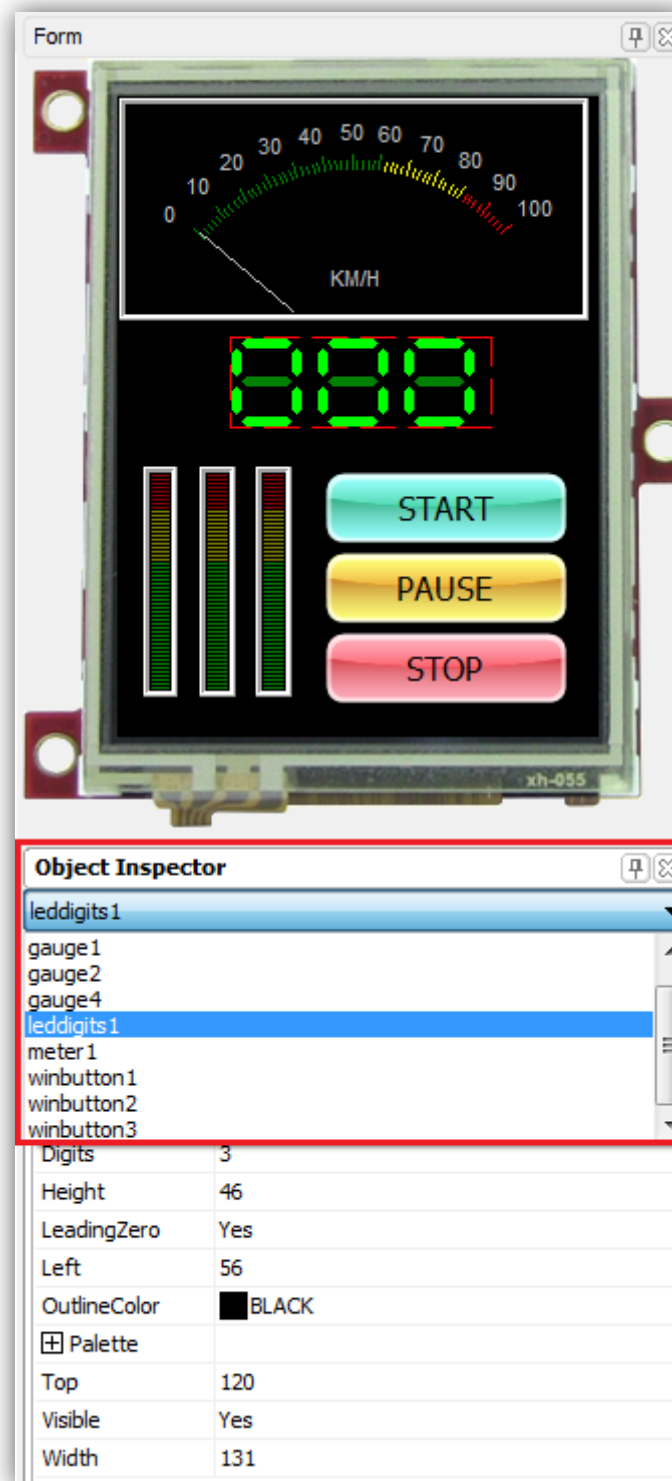 Form
0 10 20 30 40 50 60 70 80 90 100
KM/H
000
START
PAUSE
STOP
xh-055
Object Inspector
leddigits1
gauge1
gauge2
gauge4
leddigits1
meter1
winbutton1
winbutton2
winbutton3
Digits 3
Height 46
LeadingZero Yes
Left 56
OutlineColor BLACK
Palette
Top 120
Visible Yes
Width 131